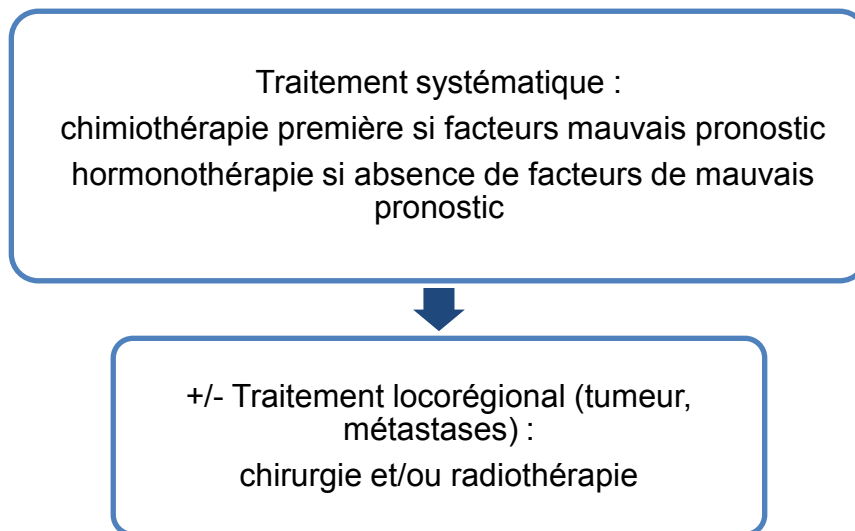 Traitement systématique :
chimiothérapie première si facteurs mauvais pronostic
hormonothérapie si absence de facteurs de mauvais
pronostic
+/- Traitement locorégional (tumeur,
métastases) :
chirurgie et/ou radiothérapie